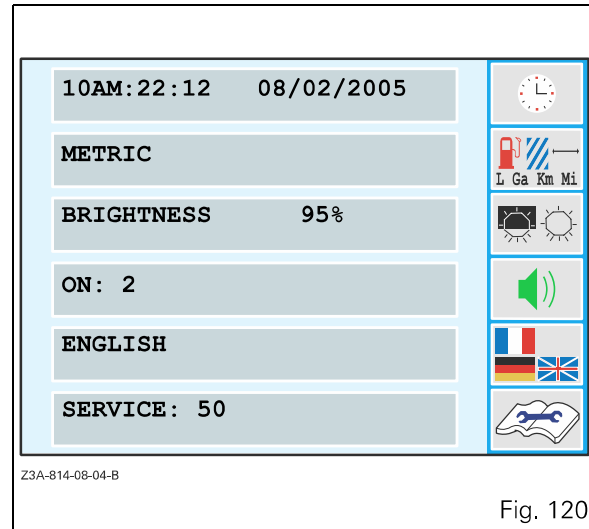 10AM:22:12 08/02/2005
METRIC
L Ga Km Mi
BRIGHTNESS 95%
ON: 2
ENGLISH
SERVICE: 50
Z3A-814-08-04-B
Fig. 120